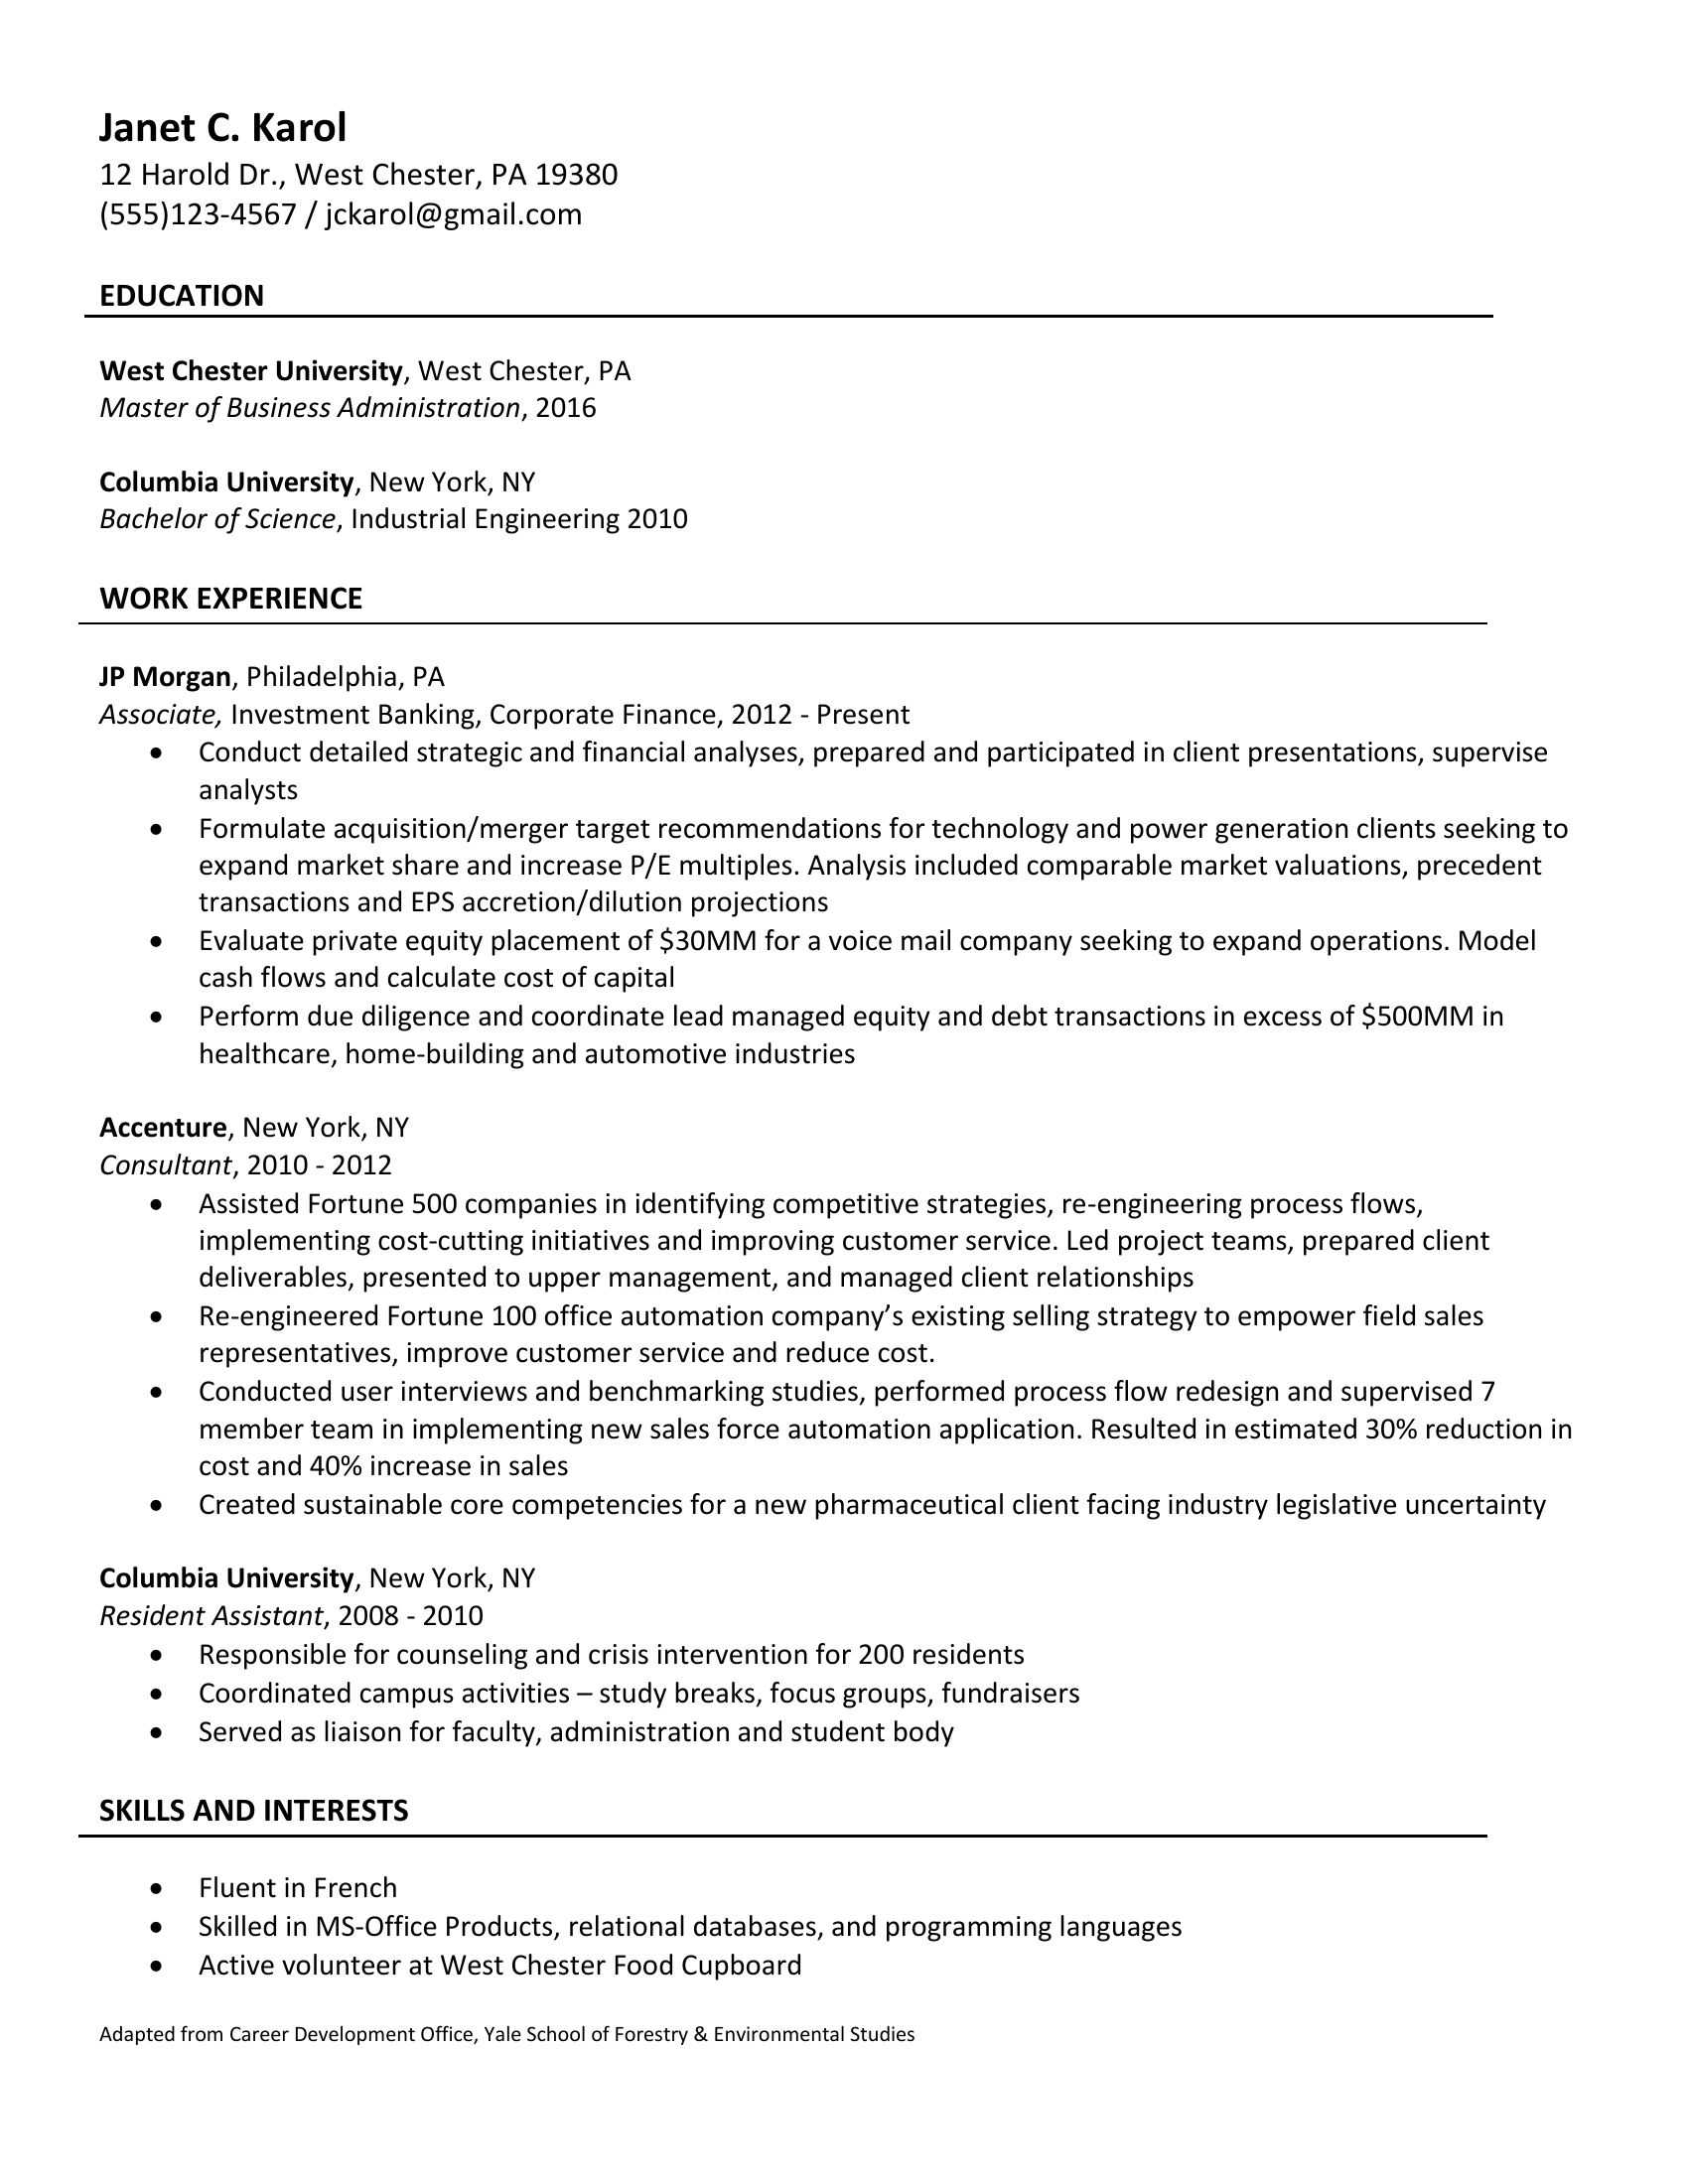 Janet C. Karol
12 Harold Dr., West Chester, PA 19380
(555)123-4567 / jckarol@gmail.com
EDUCATION
West Chester University, West Chester, PA
Master of Business Administration, 2016
Columbia University, New York, NY
Bachelor of Science, Industrial Engineering 2010
WORK EXPERIENCE
JP Morgan, Philadelphia, PA
Associate, Investment Banking, Corporate Finance, 2012 - Present
• Conduct detailed strategic and financial analyses, prepared and participated in client presentations, supervise
analysts
• Formulate acquisition/merger target recommendations for technology and power generation clients seeking to
expand market share and increase P/E multiples. Analysis included comparable market valuations, precedent
transactions and EPS accretion/dilution projections
• Evaluate private equity placement of $30MM for a voice mail company seeking to expand operations. Model
cash flows and calculate cost of capital
• Perform due diligence and coordinate lead managed equity and debt transactions in excess of $500MM in
healthcare, home-building and automotive industries
Accenture, New York, NY
Consultant, 2010 - 2012
• Assisted Fortune 500 companies in identifying competitive strategies, re-engineering process flows,
implementing cost-cutting initiatives and improving customer service. Led project teams, prepared client
deliverables, presented to upper management, and managed client relationships
• Re-engineered Fortune 100 office automation company’s existing selling strategy to empower field sales
representatives, improve customer service and reduce cost.
• Conducted user interviews and benchmarking studies, performed process flow redesign and supervised 7
member team in implementing new sales force automation application. Resulted in estimated 30% reduction in
cost and 40% increase in sales
• Created sustainable core competencies for a new pharmaceutical client facing industry legislative uncertainty
Columbia University, New York, NY
Resident Assistant, 2008 - 2010
• Responsible for counseling and crisis intervention for 200 residents
• Coordinated campus activities – study breaks, focus groups, fundraisers
• Served as liaison for faculty, administration and student body
SKILLS AND INTERESTS
• Fluent in French
• Skilled in MS-Office Products, relational databases, and programming languages
• Active volunteer at West Chester Food Cupboard
Adapted from Career Development Office, Yale School of Forestry & Environmental Studies